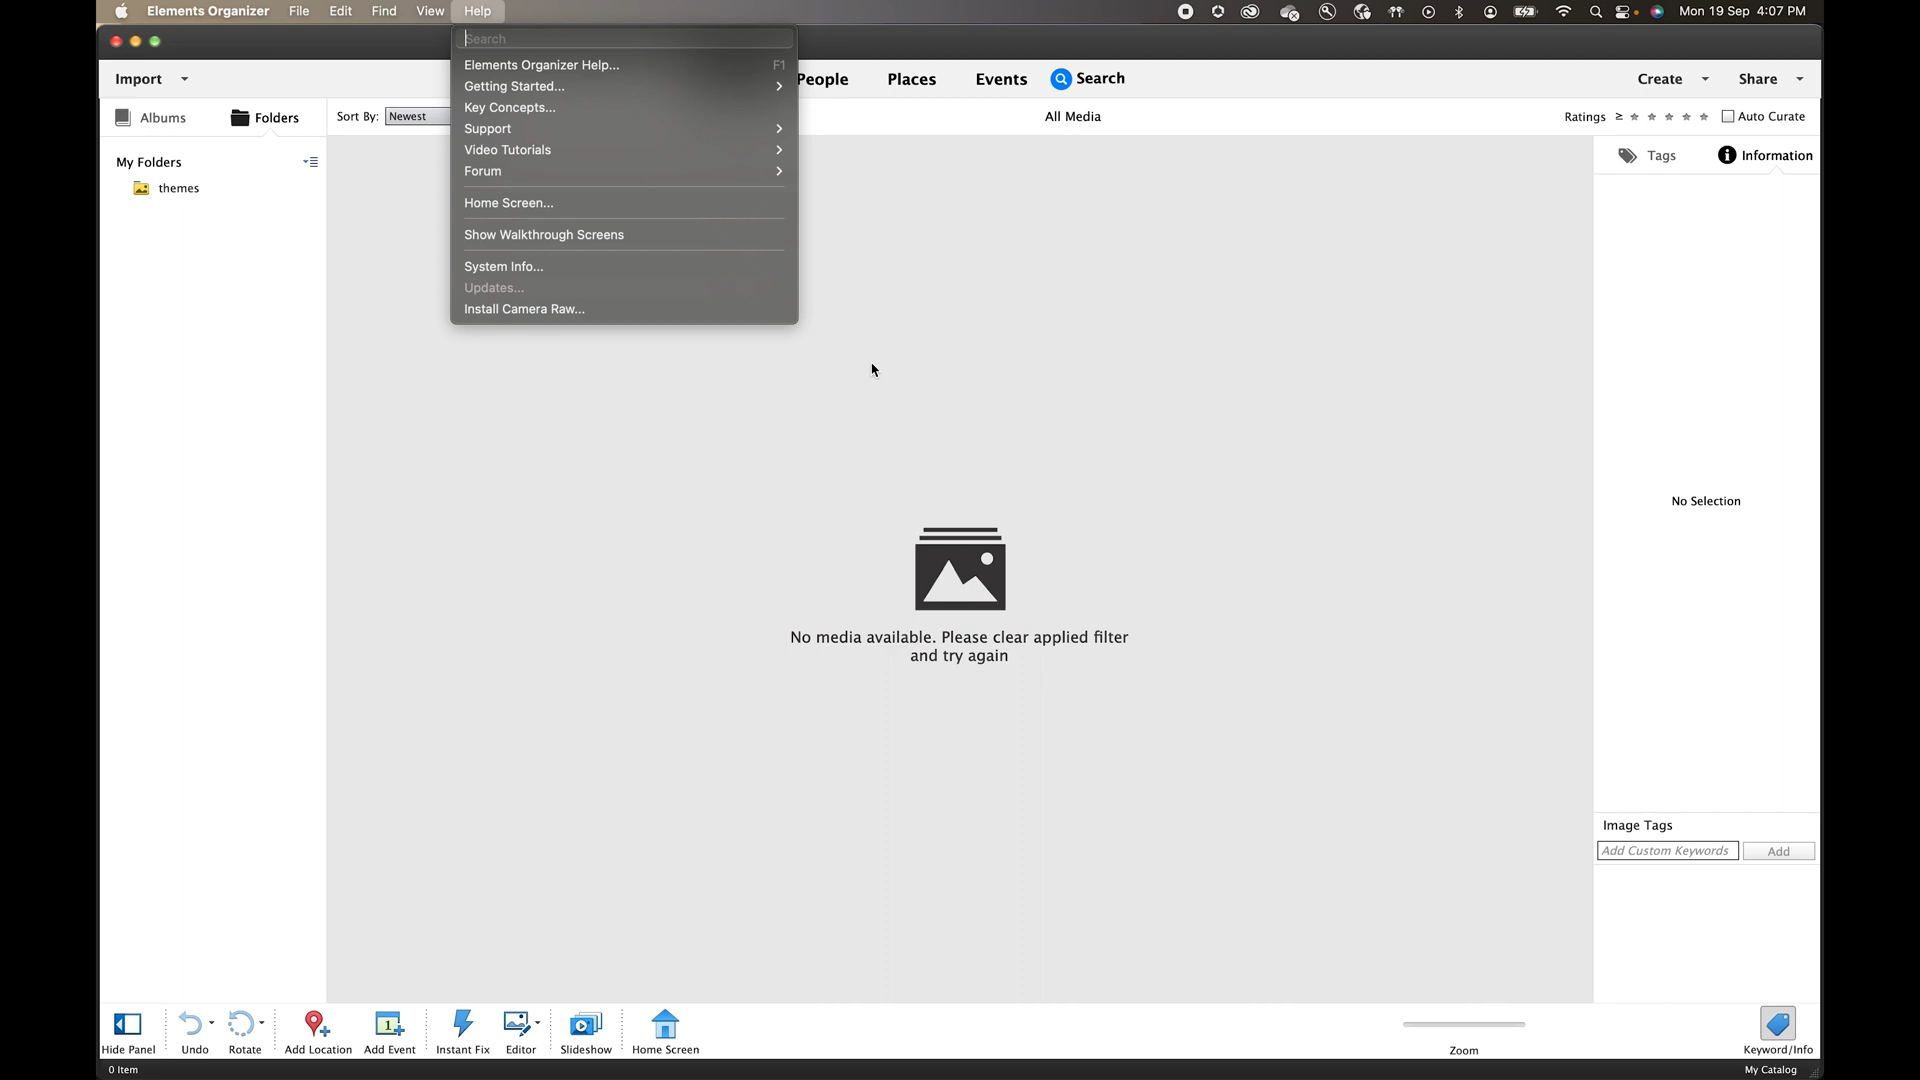 Elements Organizer File Edit Find View Help Mon 19 Sep 4:07 PM
Search
Import People Places Events Search Create Share
Elements Organizer Help... F1
Getting Started...
Key Concepts...
Support
Video Tutorials
Forum
Home Screen...
Show Walkthrough Screens
System Info...
Updates...
Install Camera Raw...
Albums Folders Sort By: Newest All Media Ratings ≥ Auto Curate
My Folders
themes
Tags Information
No Selection
No media available. Please clear applied filter
and try again
Image Tags
Add Custom Keywords Add
1
Hide Panel Undo Rotate Add Location Add Event Instant Fix Editor Slideshow Home Screen Zoom Keyword/Info
0 Item My Catalog